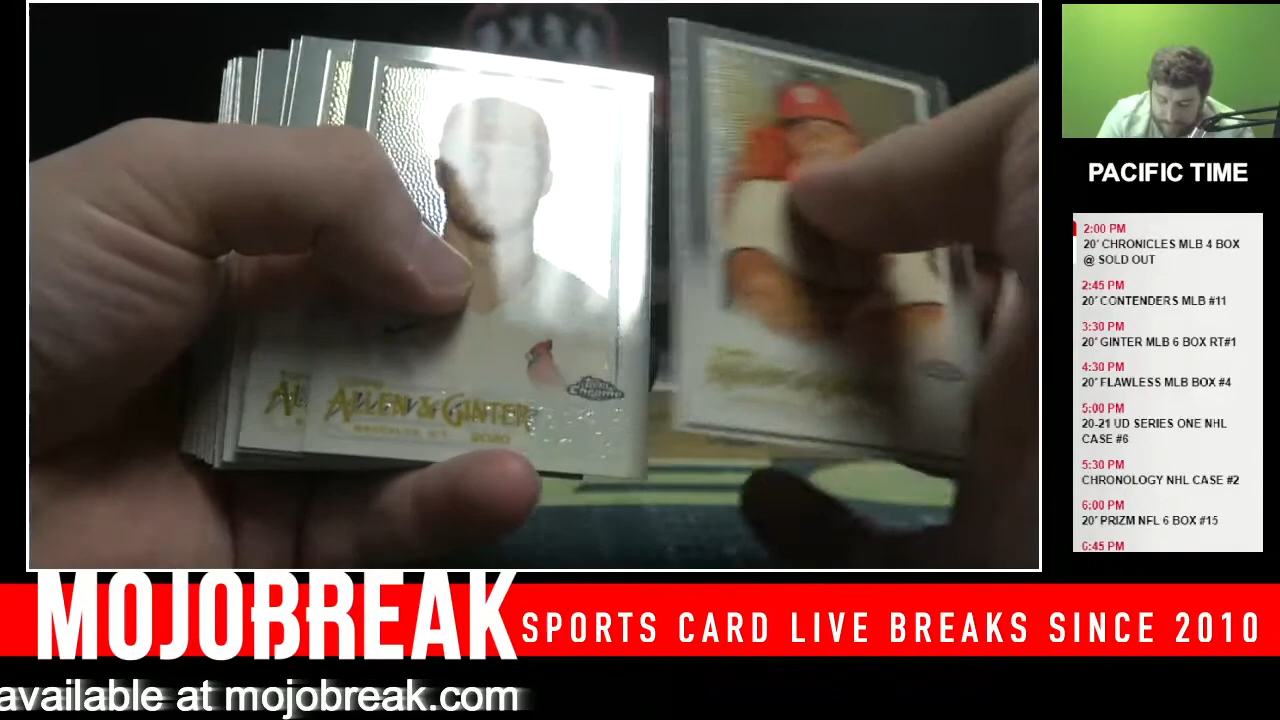 PACIFIC TIME
2:00 PM
20' CHRONICLES MLB 4 BOX
@ SOLD OUT
2:45 PM
20' CONTENDERS MLB #11
3:30 PM
20' GINTER MLB 6 BOX RT#1
4:30 PM
20' FLAWLESS MLB BOX #4
5:00 PM
20-21 UD SERIES ONE NHL
CASE #6
5:30 PM
CHRONOLOGY NHL CASE #2
6:00 PM
20' PRIZM NFL 6 BOX #15
6:45 PM
Chrome
ALLEN & GINTER
2020
MOJOBREAK
SPORTS CARD LIVE BREAKS SINCE 2010
available at mojobreak.com